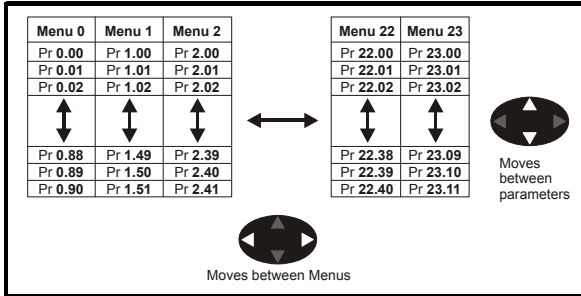 Menu 0 Menu 1 Menu 2 Menu 22 Menu 23
Pr 0.00 Pr 1.00 Pr 2.00 Pr 22.00 Pr 23.00
Pr 0.01 Pr 1.01 Pr 2.01 Pr 22.01 Pr 23.01
Pr 0.02 Pr 1.02 Pr 2.02 Pr 22.02 Pr 23.02
Pr 0.88 Pr 1.49 Pr 2.39 Pr 22.38 Pr 23.09
Pr 0.89 Pr 1.50 Pr 2.40 Pr 22.39 Pr 23.10
Pr 0.90 Pr 1.51 Pr 2.41 Pr 22.40 Pr 23.11
Moves
between
parameters
Moves between Menus